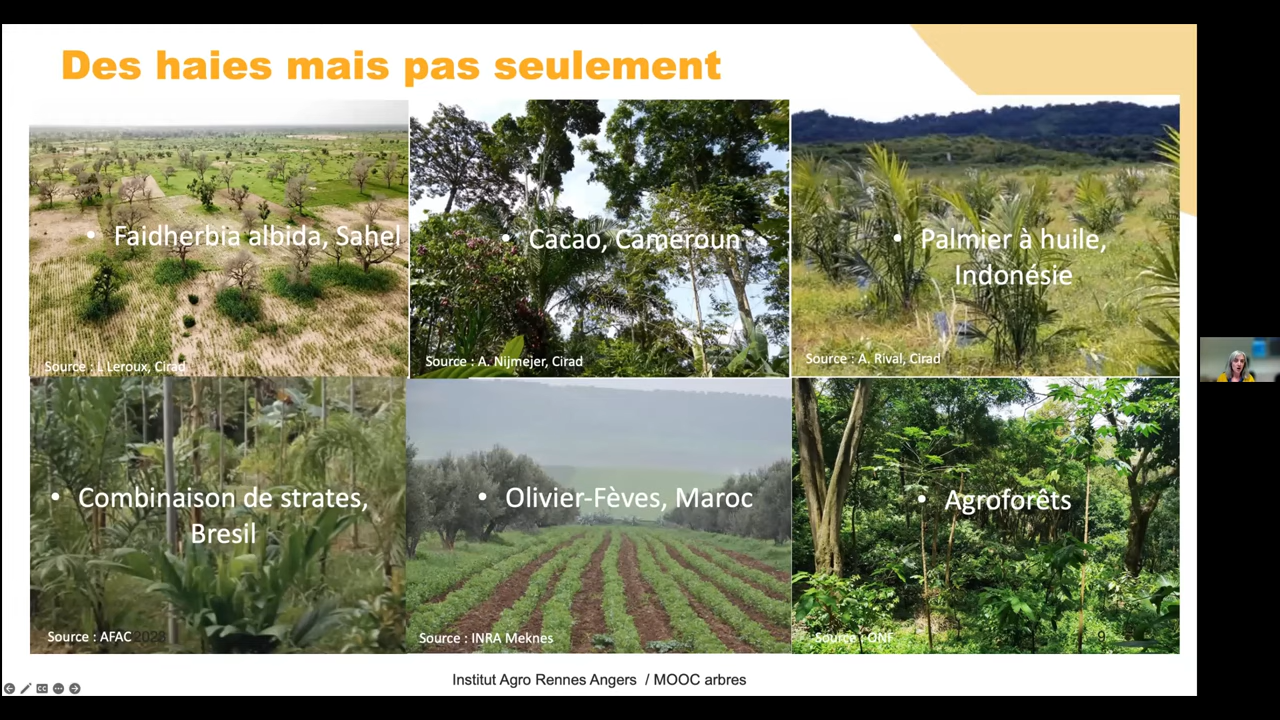 Des haies mais pas seulement
• Faidherbia albida, Sahel
Source : L Leroux, Cirad
• Cacao, Cameroun
Source : A. Nijmejer, Cirad
• Palmier à huile,
Indonésie
Source : A. Rival, Cirad
• Combinaison de strates,
Bresil
Source : AFAC 2023
• Olivier-Fèves, Maroc
Source : INRA Meknes
• Agroforêts
Source : ONF
9
Institut Agro Rennes Angers / MOOC arbres